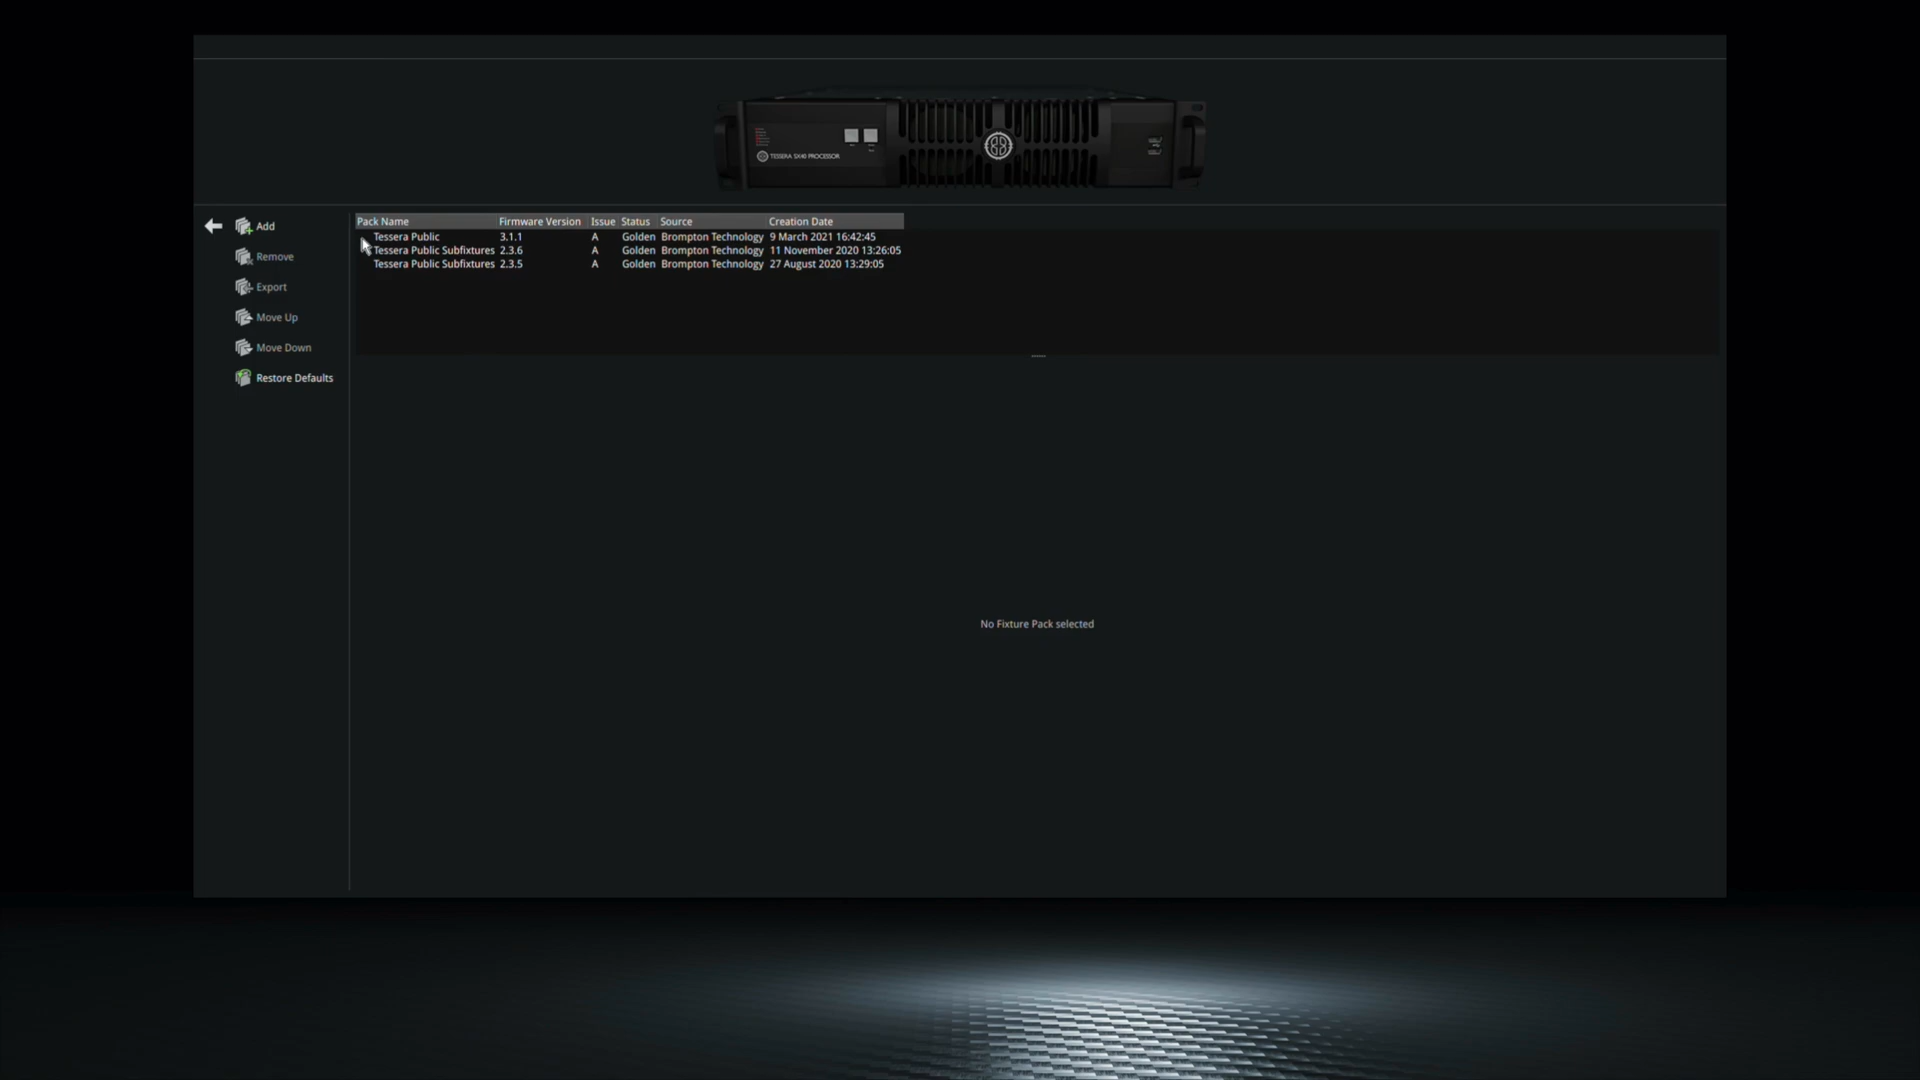 TESSERA SX40 PROCESSOR
Add
Remove
Export
Move Up
Move Down
Restore Defaults
Pack Name Firmware Version Issue Status Source Creation Date
Tessera Public 3.1.1 A Golden Brompton Technology 9 March 2021 16:42:45
Tessera Public Subfixtures 2.3.6 A Golden Brompton Technology 11 November 2020 13:26:05
Tessera Public Subfixtures 2.3.5 A Golden Brompton Technology 27 August 2020 13:29:05
No Fixture Pack selected